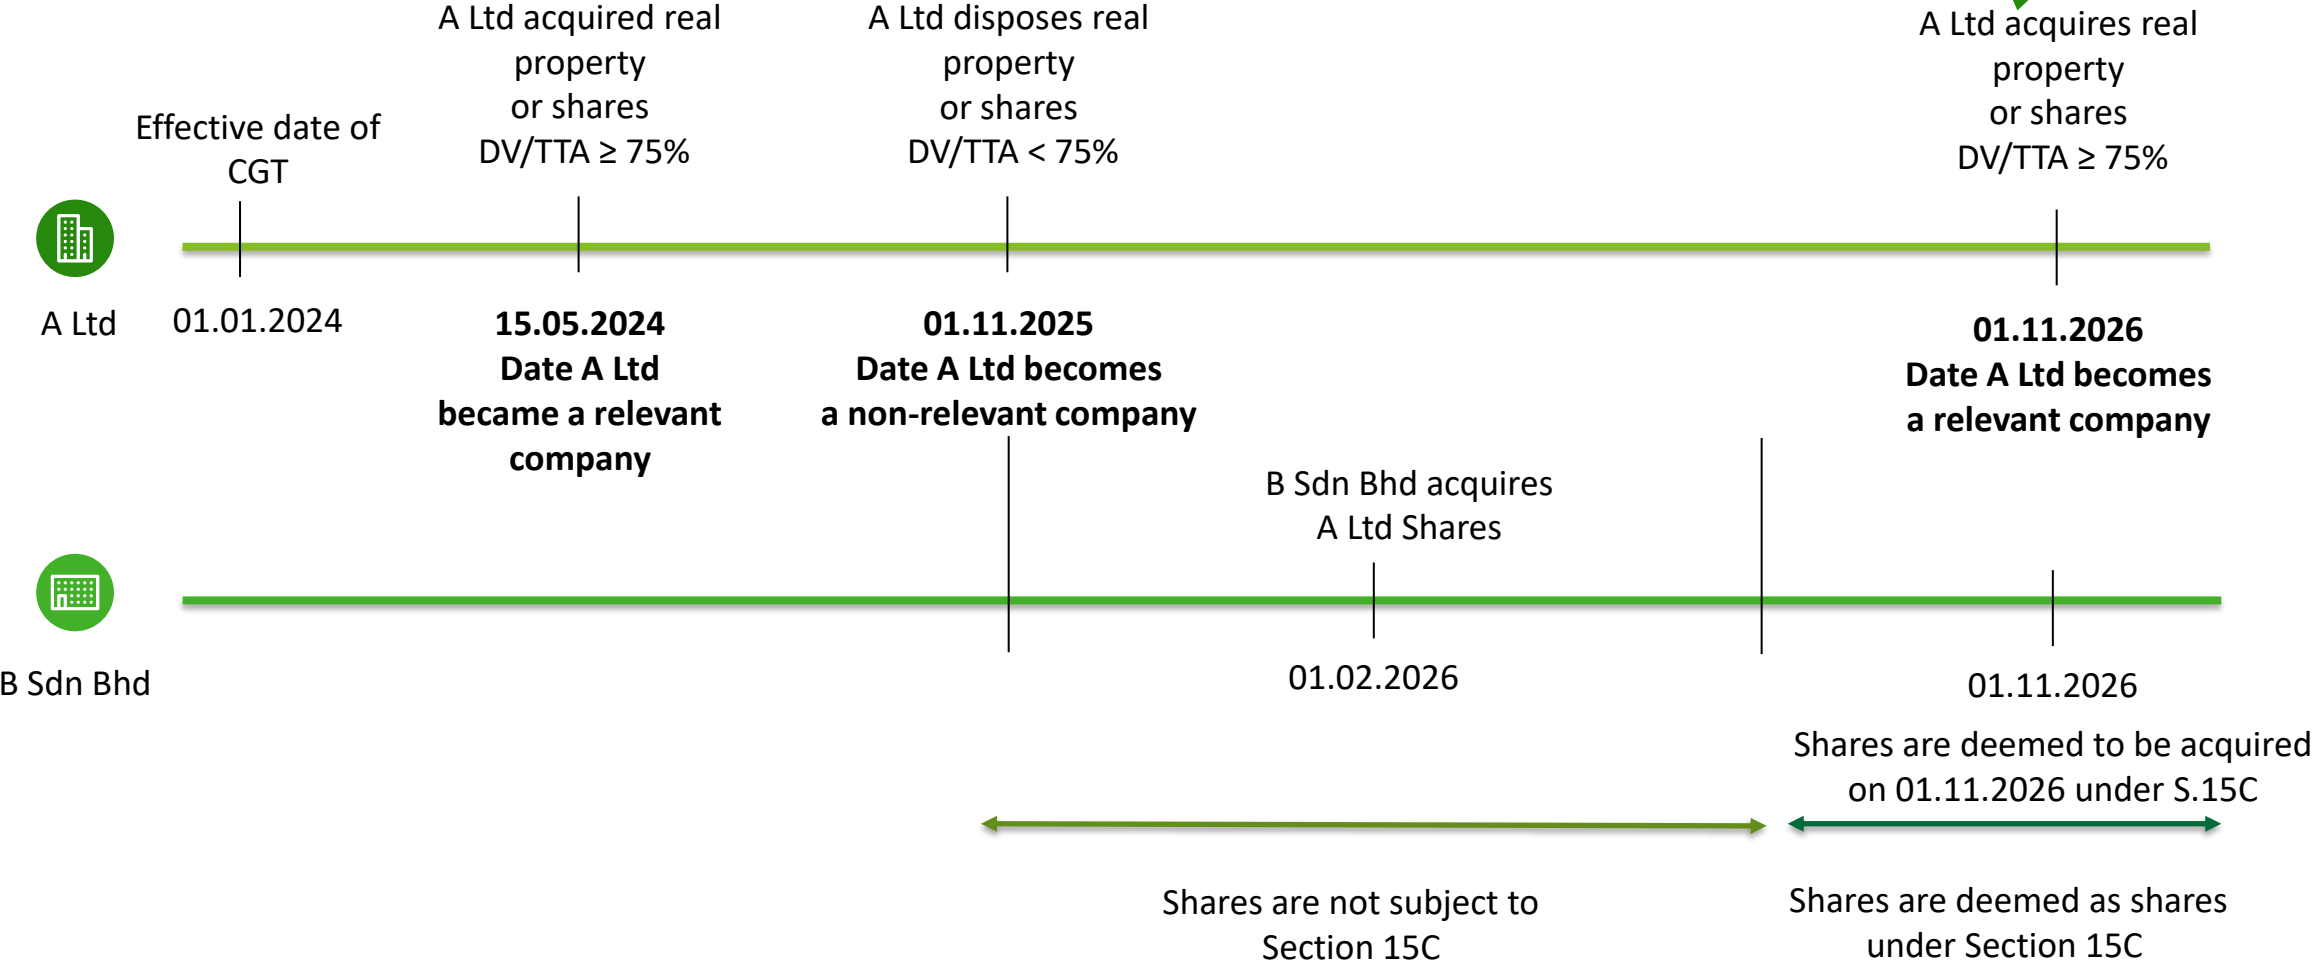 A Ltd acquired real
property
or shares
DV/TTA ≥ 75%
A Ltd disposes real
property
or shares
DV/TTA < 75%
A Ltd acquires real
property
or shares
DV/TTA ≥ 75%
Effective date of
CGT
A Ltd
01.01.2024
15.05.2024
Date A Ltd
became a relevant
company
01.11.2025
Date A Ltd becomes
a non-relevant company
01.11.2026
Date A Ltd becomes
a relevant company
B Sdn Bhd acquires
A Ltd Shares
B Sdn Bhd
01.02.2026
01.11.2026
Shares are deemed to be acquired
on 01.11.2026 under S.15C
Shares are not subject to
Section 15C
Shares are deemed as shares
under Section 15C